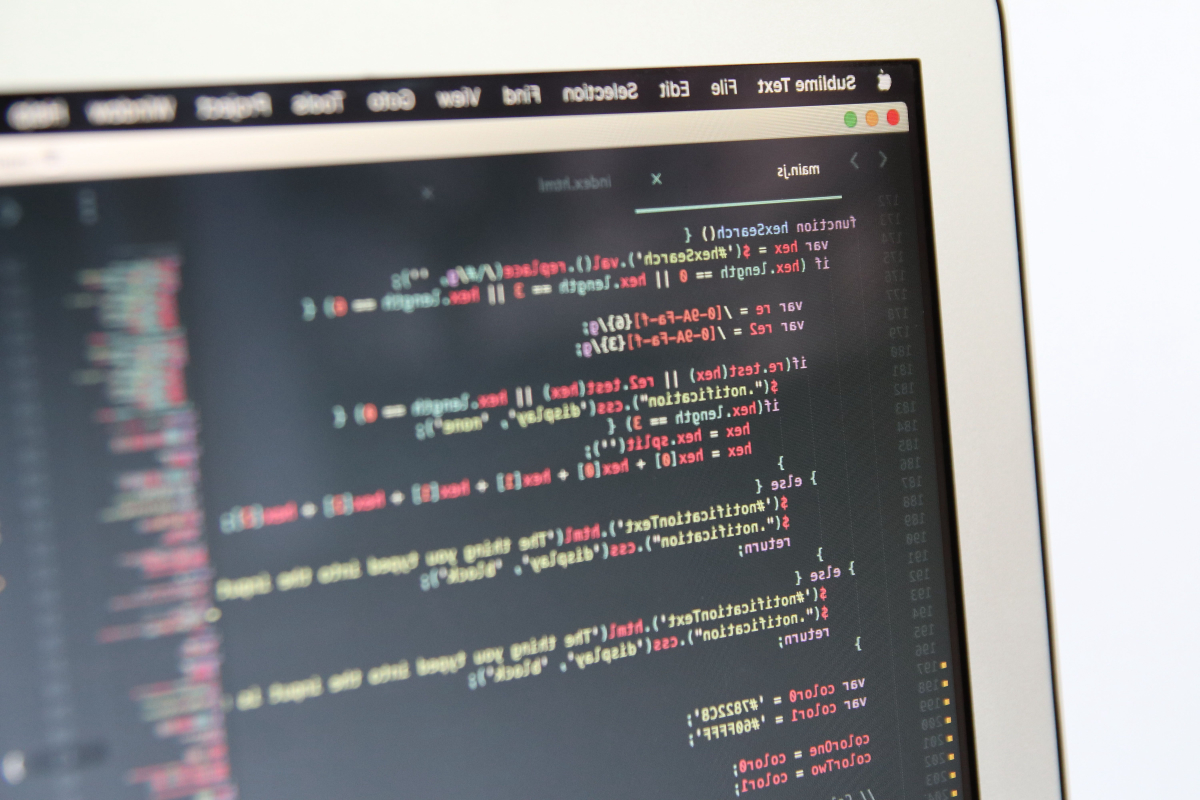 Sublime Text File Edit Selection Find View Goto Tools Project Window Help
main.js index.html
172
173 function hexSearch() {
174 var hex = $('#hexSearch').val().replace(/#/g, "");
175 if (hex.length == 0 || hex.length == 3 || hex.length == 0) {
176
177 var re = /[0-9A-Fa-f]{6}/g;
178 var re2 = /[0-9A-Fa-f]{3}/g;
179
180 if(re.test(hex) || re2.test(hex) || hex.length == 0) {
181 $(".notification").css('display', "none");
182 if(hex.length == 3) {
183 hex = hex.split("");
184 hex = hex[0] + hex[0] + hex[1] + hex[1] + hex[2] + hex[2];
185 }
186 } else {
187 $('#notificationText').html('The thing you typed into the input
188 $(".notification").css('display', 'block');
189 return;
190 }
191 } else {
192 $('#notificationText').html('The thing you typed into the input is
193 $(".notification").css('display', 'block');
194 return;
195 }
196
197 var color0 = '#7822C8';
198 var color1 = '#60FFFF';
199
200 colorOne = color0;
201 colorTwo = color1;
202
203 //
204